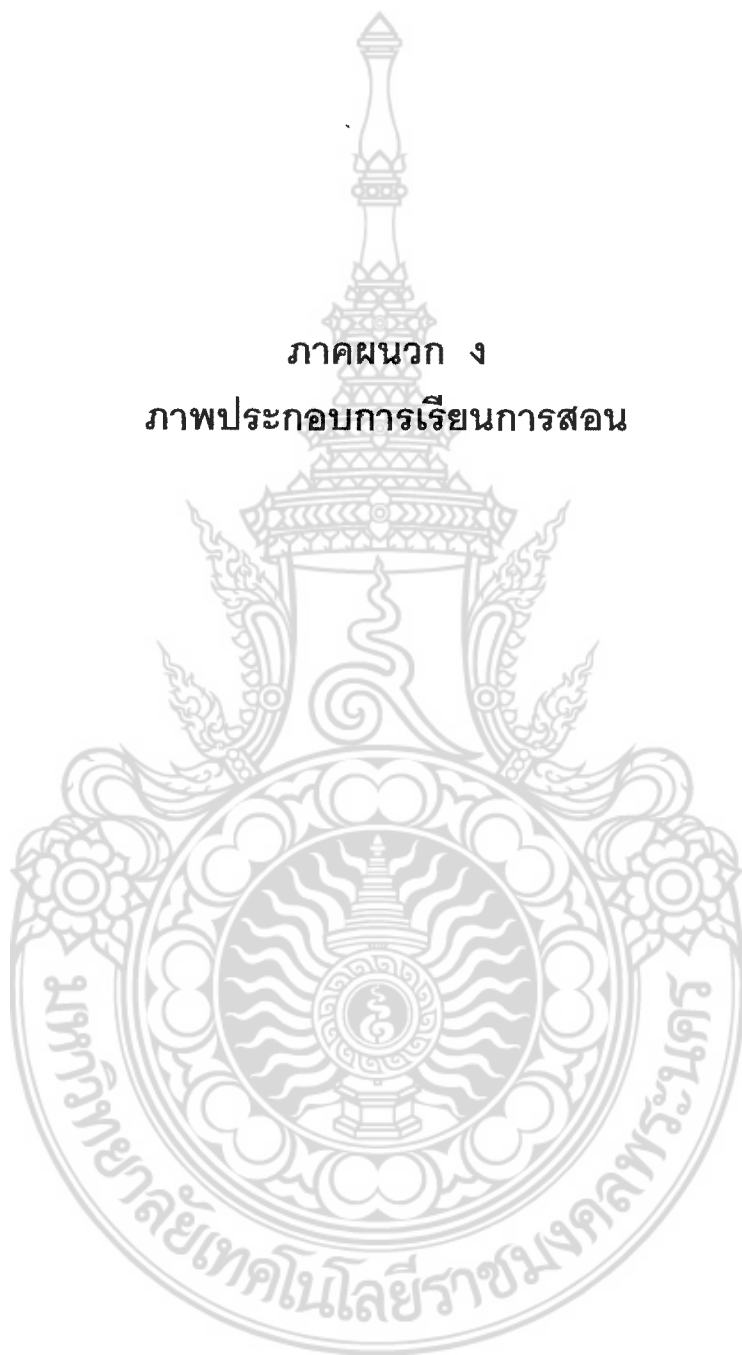 ภาคผนวก ง
ภาพประกอบการเรียนการสอน
มหาวิทยาลัยเทคโนโลยีราชมงคลพระนคร